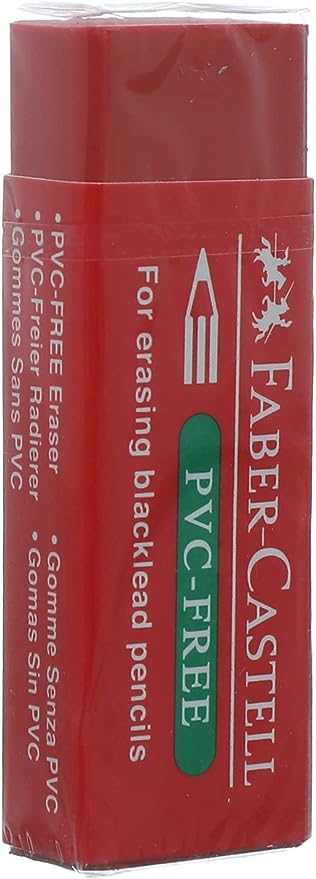 FABER-CASTELL
PVC-FREE
For erasing blacklead pencils
• PVC-FREE Eraser
• PVC-Freier Radierer
• Gommes Sans PVC
• Gomme Senza PVC
• Gomas Sin PVC